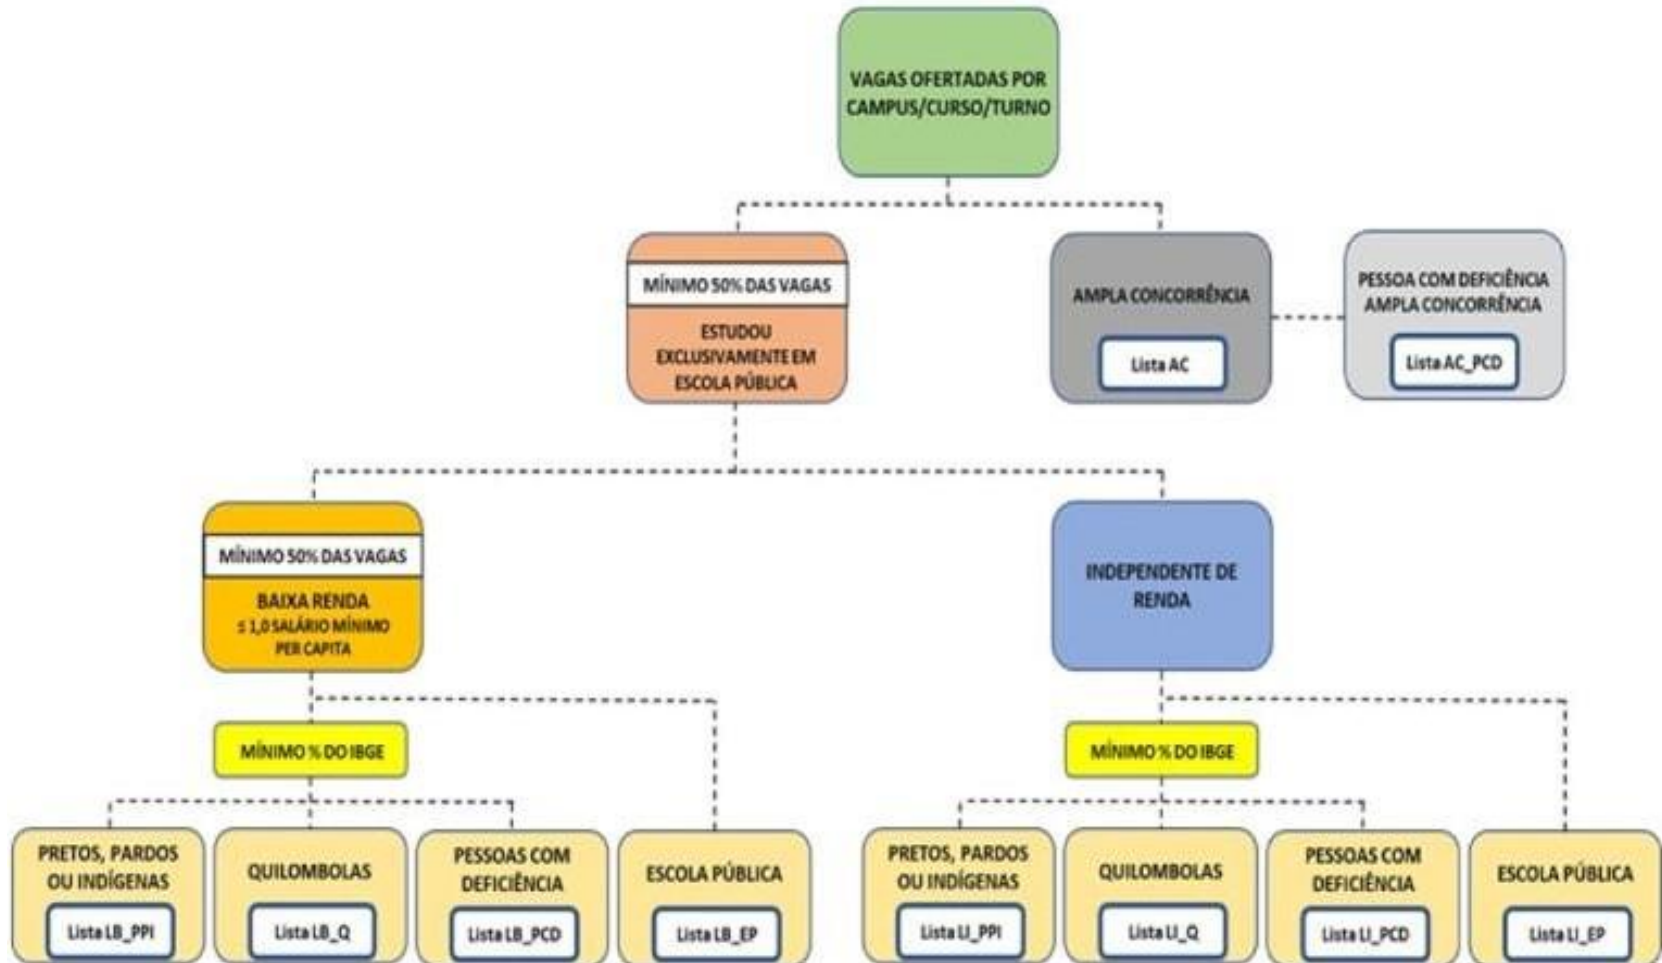 VAGAS OFERTADAS POR
CAMPUS/CURSO/TURNO
MÍNIMO 50% DAS VAGAS
ESTUDOU
EXCLUSIVAMENTE EM
ESCOLA PÚBLICA
AMPLA CONCORRÊNCIA
Lista AC
PESSOA COM DEFICIÊNCIA
AMPLA CONCORRÊNCIA
Lista AC_PCD
MÍNIMO 50% DAS VAGAS
BAIXA RENDA
≤ 1,0 SALÁRIO MÍNIMO
PER CAPITA
INDEPENDENTE DE
RENDA
MÍNIMO % DO IBGE
MÍNIMO % DO IBGE
PRETOS, PARDOS
OU INDÍGENAS
Lista LB_PPI
QUILOMBOLAS
Lista LB_Q
PESSOAS COM
DEFICIÊNCIA
Lista LB_PCD
ESCOLA PÚBLICA
Lista LB_EP
PRETOS, PARDOS
OU INDÍGENAS
Lista LI_PPI
QUILOMBOLAS
Lista LI_Q
PESSOAS COM
DEFICIÊNCIA
Lista LI_PCD
ESCOLA PÚBLICA
Lista LI_EP